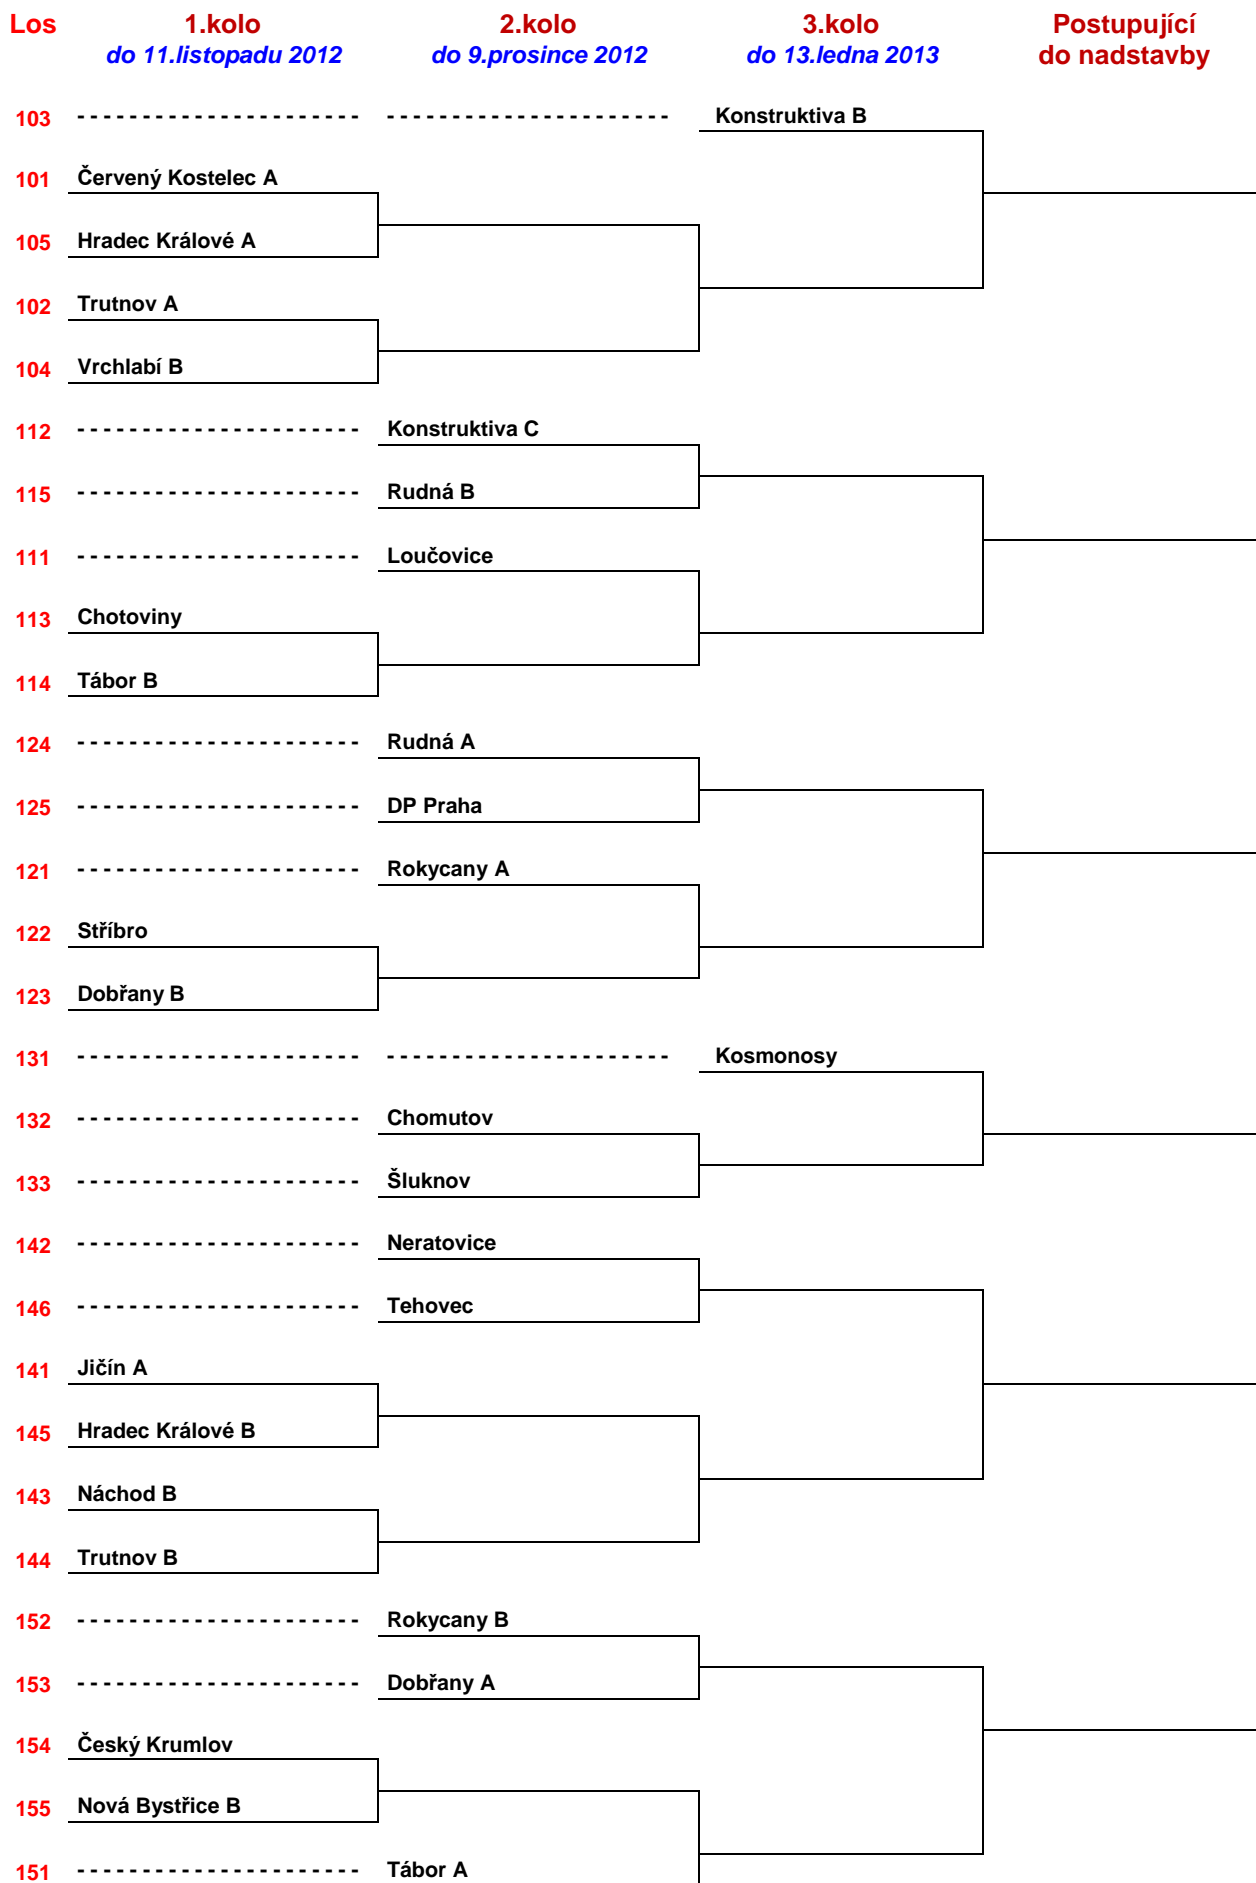 Los 1.kolo 2.kolo 3.kolo Postupující
do 11.listopadu 2012 do 9.prosince 2012 do 13.ledna 2013 do nadstavby
103 - - - - - - - - - - - - - - - - - - - - - - - - - - - - - - - - - - - - - - - - - - - - Konstruktiva B
101 Červený Kostelec A
105 Hradec Králové A
102 Trutnov A
104 Vrchlabí B
112 - - - - - - - - - - - - - - - - - - - - - - Konstruktiva C
115 - - - - - - - - - - - - - - - - - - - - - - Rudná B
111 - - - - - - - - - - - - - - - - - - - - - - Loučovice
113 Chotoviny
114 Tábor B
124 - - - - - - - - - - - - - - - - - - - - - - Rudná A
125 - - - - - - - - - - - - - - - - - - - - - - DP Praha
121 - - - - - - - - - - - - - - - - - - - - - - Rokycany A
122 Stříbro
123 Dobřany B
131 - - - - - - - - - - - - - - - - - - - - - - - - - - - - - - - - - - - - - - - - - - - - Kosmonosy
132 - - - - - - - - - - - - - - - - - - - - - - Chomutov
133 - - - - - - - - - - - - - - - - - - - - - - Šluknov
142 - - - - - - - - - - - - - - - - - - - - - - Neratovice
146 - - - - - - - - - - - - - - - - - - - - - - Tehovec
141 Jičín A
145 Hradec Králové B
143 Náchod B
144 Trutnov B
152 - - - - - - - - - - - - - - - - - - - - - - Rokycany B
153 - - - - - - - - - - - - - - - - - - - - - - Dobřany A
154 Český Krumlov
155 Nová Bystřice B
151 - - - - - - - - - - - - - - - - - - - - - - Tábor A